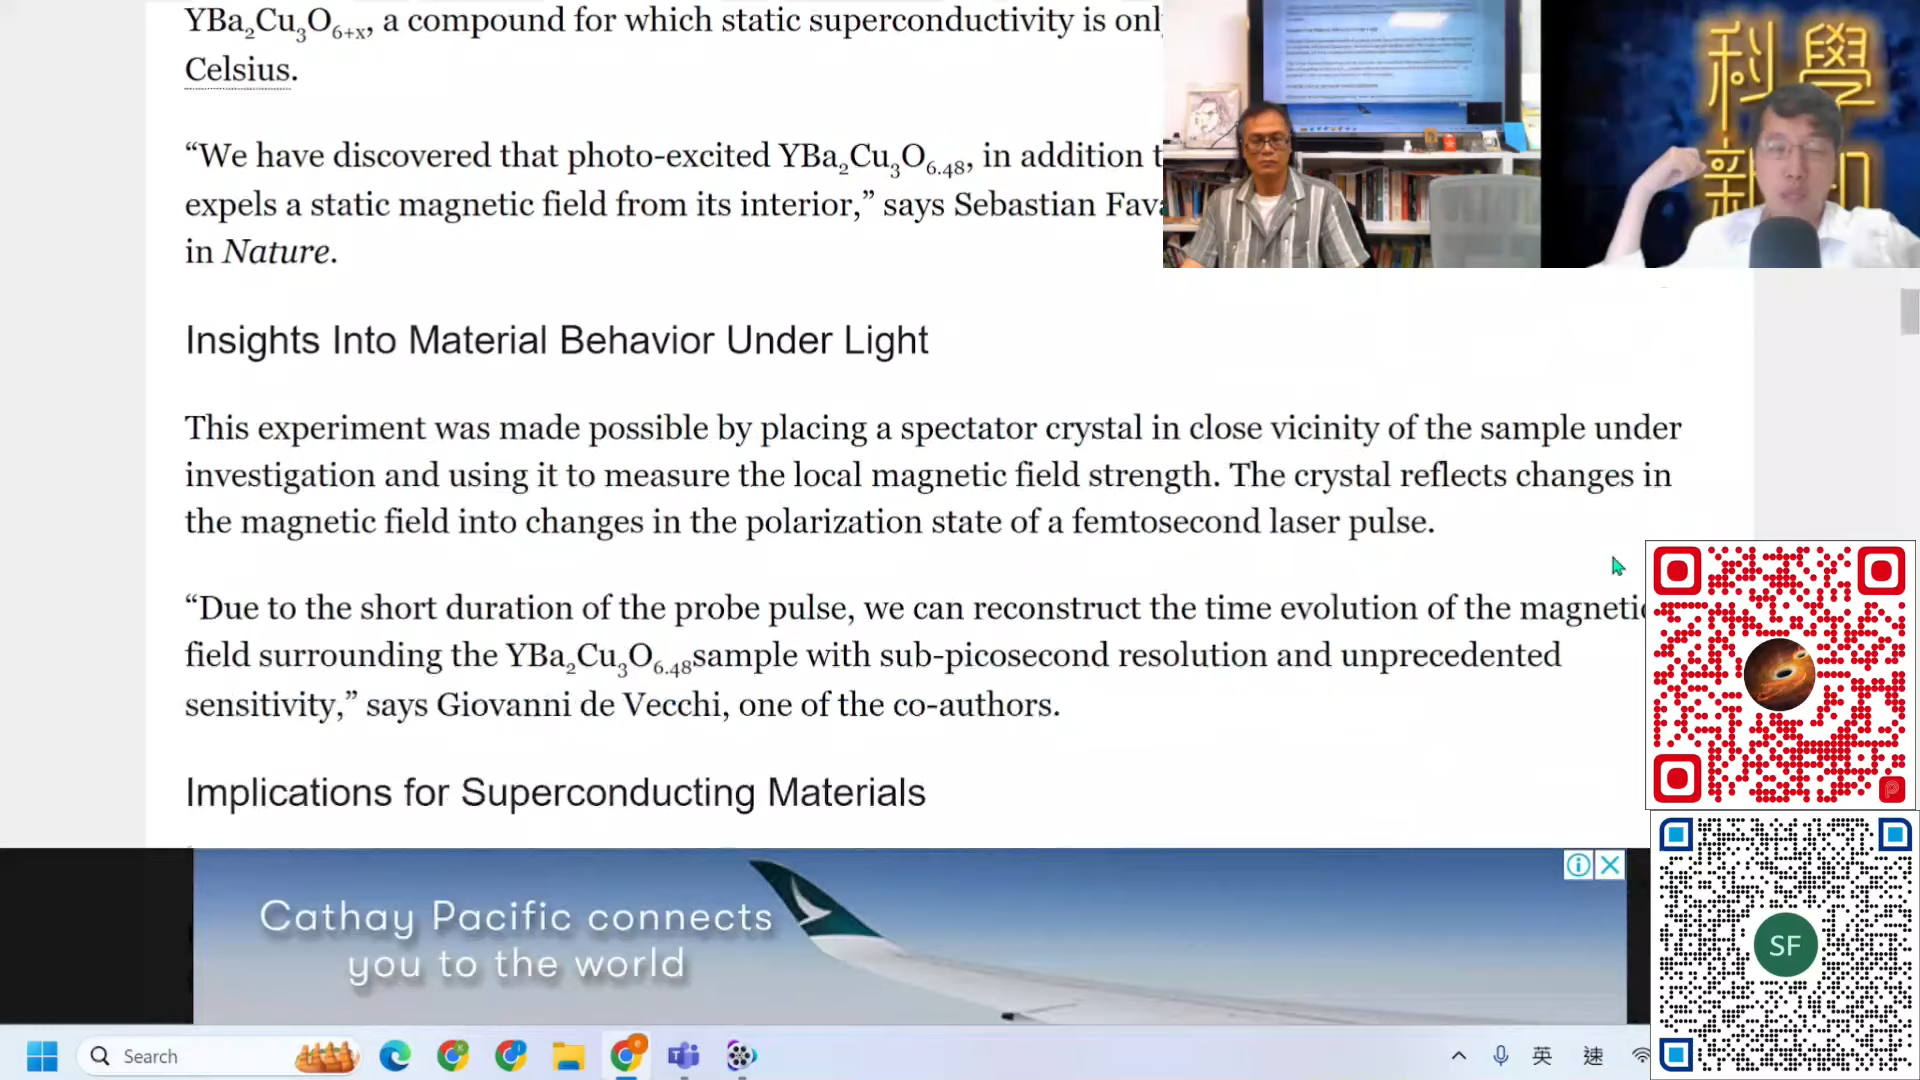 YBa₂Cu₃O₆₊ₓ, a compound for which static superconductivity is onl
Celsius.
“We have discovered that photo-excited YBa₂Cu₃O₆.₄₈, in addition t
expels a static magnetic field from its interior,” says Sebastian Fava
in Nature.
科學
新知
Insights Into Material Behavior Under Light
This experiment was made possible by placing a spectator crystal in close vicinity of the sample under
investigation and using it to measure the local magnetic field strength. The crystal reflects changes in
the magnetic field into changes in the polarization state of a femtosecond laser pulse.
“Due to the short duration of the probe pulse, we can reconstruct the time evolution of the magnetic
field surrounding the YBa₂Cu₃O₆.₄₈sample with sub-picosecond resolution and unprecedented
sensitivity,” says Giovanni de Vecchi, one of the co-authors.
Implications for Superconducting Materials
Cathay Pacific connects
you to the world
SF
Search
英 速